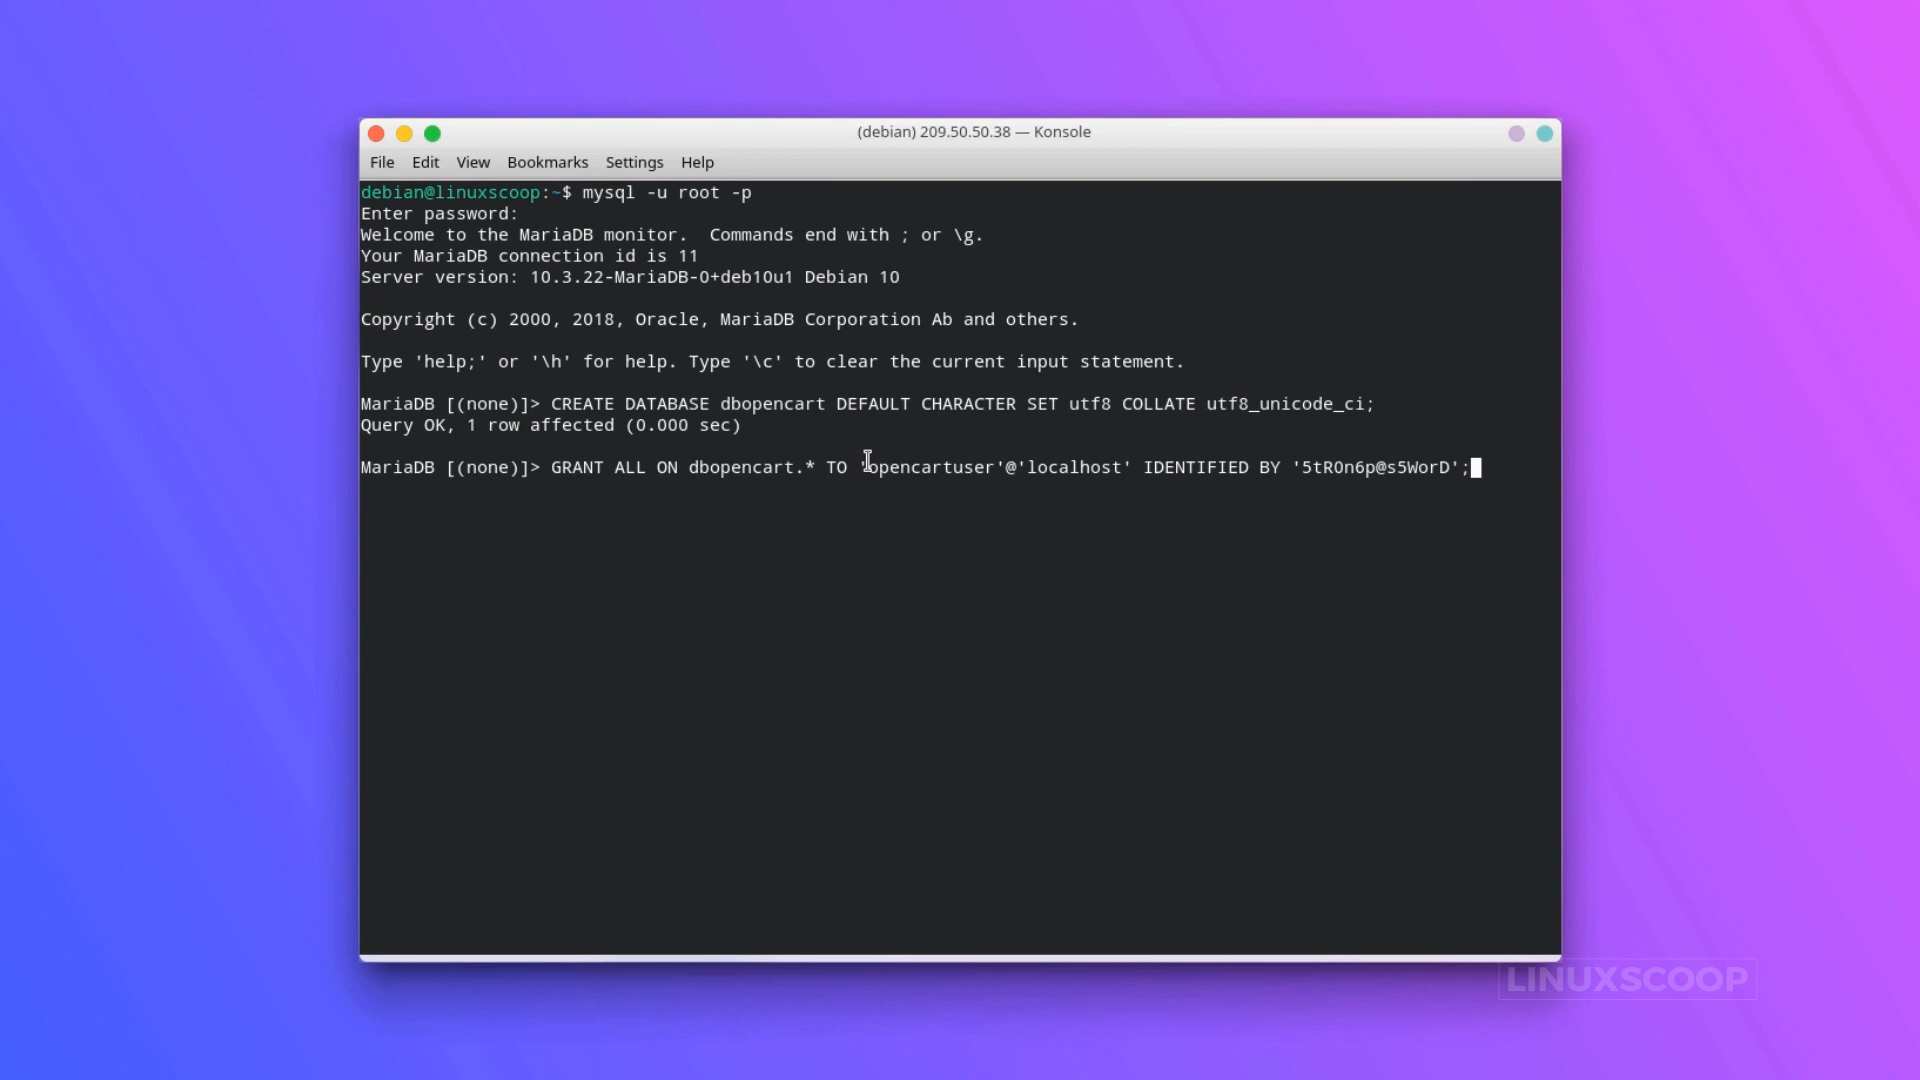 (debian) 209.50.50.38 — Konsole
File Edit View Bookmarks Settings Help
debian@linuxscoop:~$ mysql -u root -p
Enter password:
Welcome to the MariaDB monitor.  Commands end with ; or \g.
Your MariaDB connection id is 11
Server version: 10.3.22-MariaDB-0+deb10u1 Debian 10
Copyright (c) 2000, 2018, Oracle, MariaDB Corporation Ab and others.
Type 'help;' or '\h' for help. Type '\c' to clear the current input statement.
MariaDB [(none)]> CREATE DATABASE dbopencart DEFAULT CHARACTER SET utf8 COLLATE utf8_unicode_ci;
Query OK, 1 row affected (0.000 sec)
MariaDB [(none)]> GRANT ALL ON dbopencart.* TO 'opencartuser'@'localhost' IDENTIFIED BY '5tR0n6p@s5WorD';
LINUXSCOOP